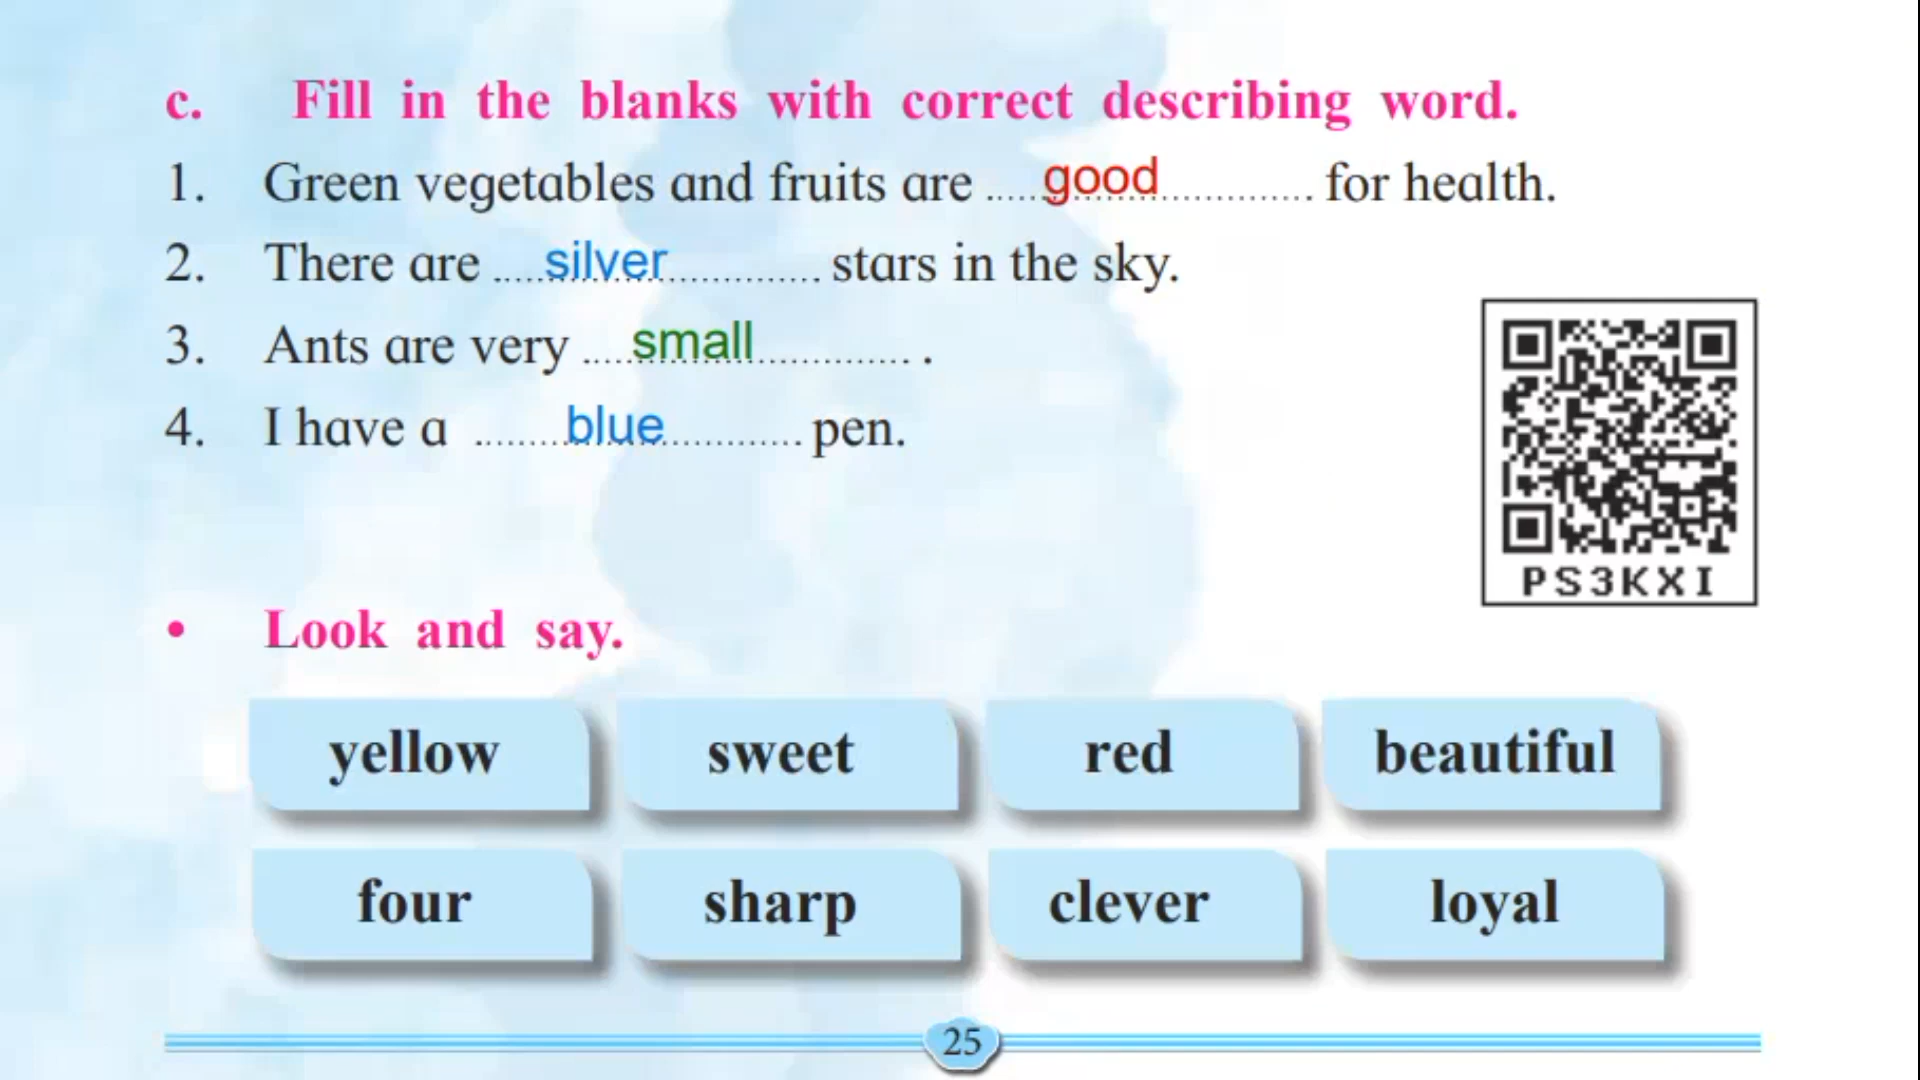 c. Fill in the blanks with correct describing word.
1. Green vegetables and fruits are .....good................. for health.
2. There are .....silver................. stars in the sky.
3. Ants are very .....small................. .
4. I have a ..........blue............... pen.
PS3KXI
• Look and say.
yellow sweet red beautiful
four sharp clever loyal
25